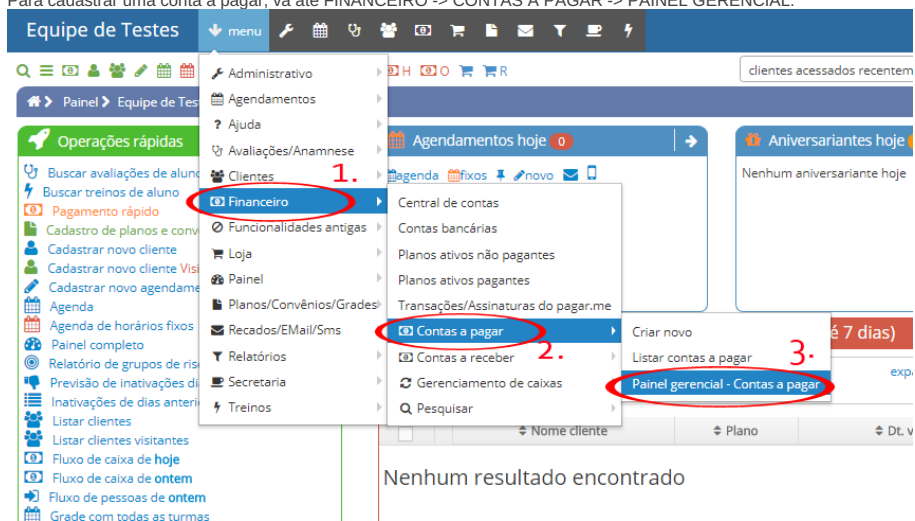 Para cadastrar uma conta a pagar, vá até FINANCEIRO -> CONTAS A PAGAR -> PAINEL GERENCIAL.
Equipe de Testes
menu
H
O
R
clientes acessados recentem
Painel
Equipe de Tes
Administrativo
Agendamentos
Ajuda
Avaliações/Anamnese
Clientes
1.
Financeiro
Funcionalidades antigas
Loja
Painel
Planos/Convênios/Grades
Recados/EMail/Sms
Relatórios
Secretaria
Treinos
Operações rápidas
Buscar avaliações de aluno
Buscar treinos de aluno
Pagamento rápido
Cadastro de planos e conv
Cadastrar novo cliente
Cadastrar novo cliente Visi
Cadastrar novo agendame
Agenda
Agenda de horários fixos
Painel completo
Relatório de grupos de ris
Previsão de inativações di
Inativações de dias anteri
Listar clientes
Listar clientes visitantes
Fluxo de caixa de hoje
Fluxo de caixa de ontem
Fluxo de pessoas de ontem
Grade com todas as turmas
Agendamentos hoje 0
agenda fixos novo
Aniversariantes hoje
Nenhum aniversariante hoje
Central de contas
Contas bancárias
Planos ativos não pagantes
Planos ativos pagantes
Transações/Assinaturas do pagar.me
Contas a pagar
Contas a receber
2.
Gerenciamento de caixas
Pesquisar
Criar novo
Listar contas a pagar
3.
Painel gerencial - Contas a pagar
é 7 dias)
expa
Nome cliente
Plano
Dt. v
Nenhum resultado encontrado